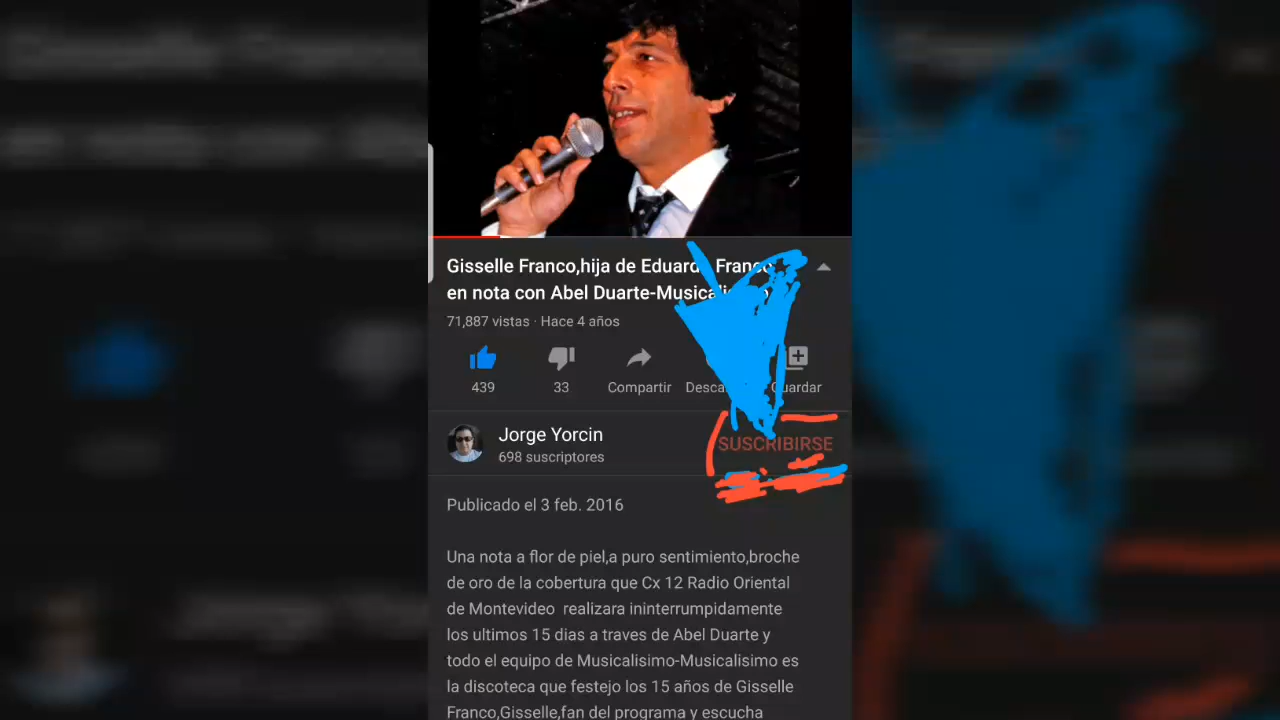 Gisselle Franco,hija de Eduardo Franco
en nota con Abel Duarte-Musicalisimo
71,887 vistas · Hace 4 años
439 33 Compartir Guardar
Jorge Yorcin
698 suscriptores
SUSCRIBIRSE
Publicado el 3 feb. 2016
Una nota a flor de piel,a puro sentimiento,broche
de oro de la cobertura que Cx 12 Radio Oriental
de Montevideo realizara ininterrumpidamente
los ultimos 15 dias a traves de Abel Duarte y
todo el equipo de Musicalisimo-Musicalisimo es
la discoteca que festejo los 15 años de Gisselle
Franco,Gisselle,fan del programa y escucha